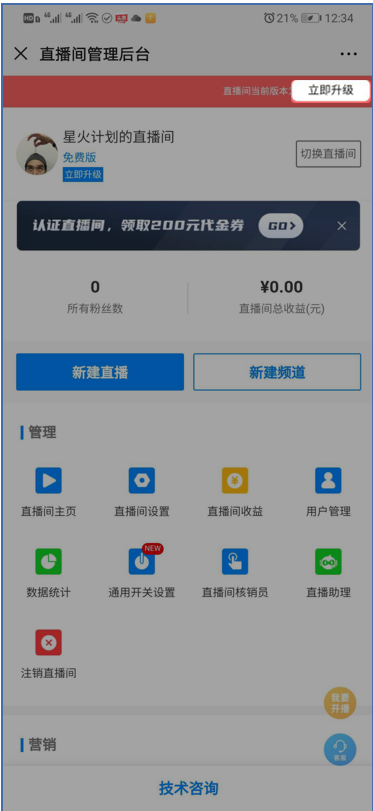 21% 12:34
直播间管理后台
直播间当前版本 立即升级
星火计划的直播间
免费版
立即升级
切换直播间
认证直播间，领取200元代金券 GO>
0 ¥0.00
所有粉丝数 直播间总收益(元)
新建直播 新建频道
管理
直播间主页 直播间设置 直播间收益 用户管理
NEW
数据统计 通用开关设置 直播间核销员 直播助理
注销直播间
我要
开播
营销
客服
技术咨询